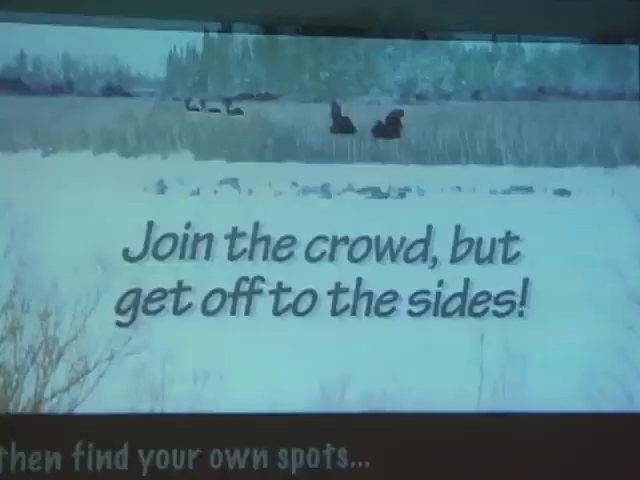 Join the crowd, but
get off to the sides!
then find your own spots...